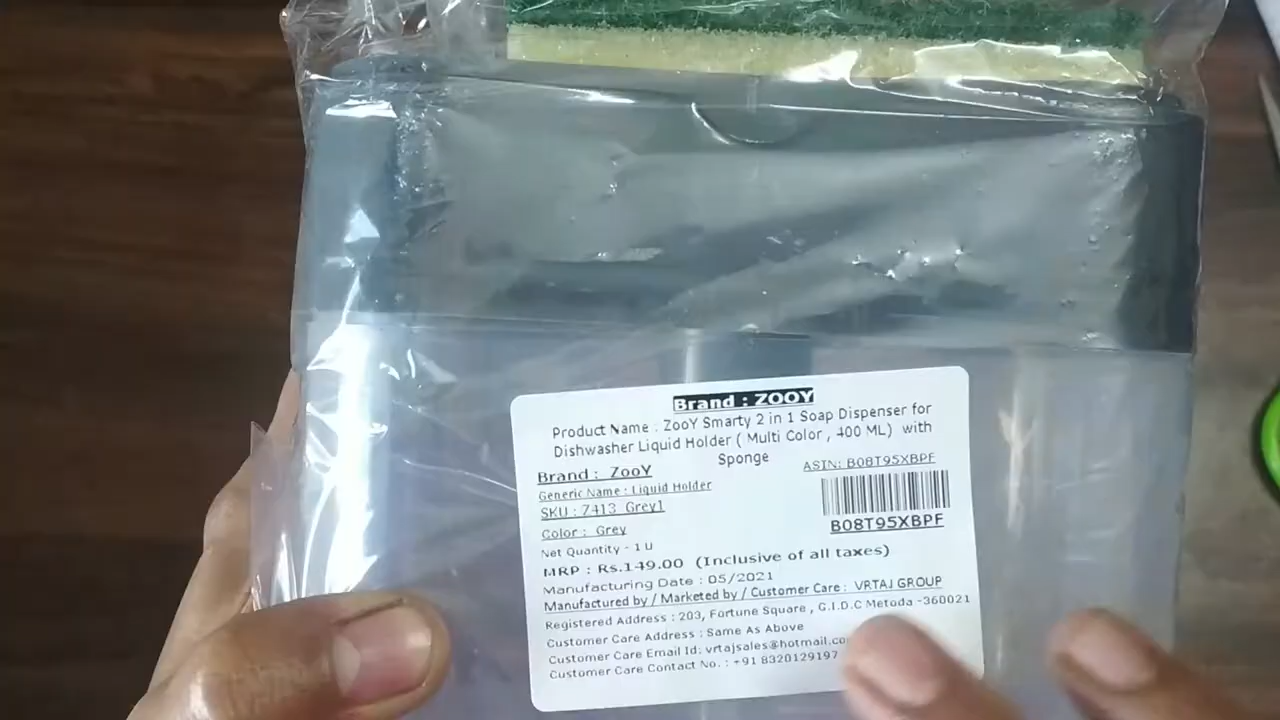 Brand : ZOOY
Product Name : ZooY Smarty 2 in 1 Soap Dispenser for
Dishwasher Liquid Holder ( Multi Color , 400 ML) with
Sponge
ASIN: B08T95XBPF
Brand : ZooY
Generic Name : Liquid Holder
SKU : 7413_Grey1
B08T95XBPF
Color : Grey
Net Quantity - 1 U
MRP : Rs.149.00 (Inclusive of all taxes)
Manufacturing Date : 05/2021
Manufactured by / Marketed by / Customer Care : VRTAJ GROUP
Registered Address : 203, Fortune Square , G.I.D.C Metoda -360021
Customer Care Address : Same As Above
Customer Care Email Id: vrtajsales@hotmail.co
Customer Care Contact No. : +91 8320129197